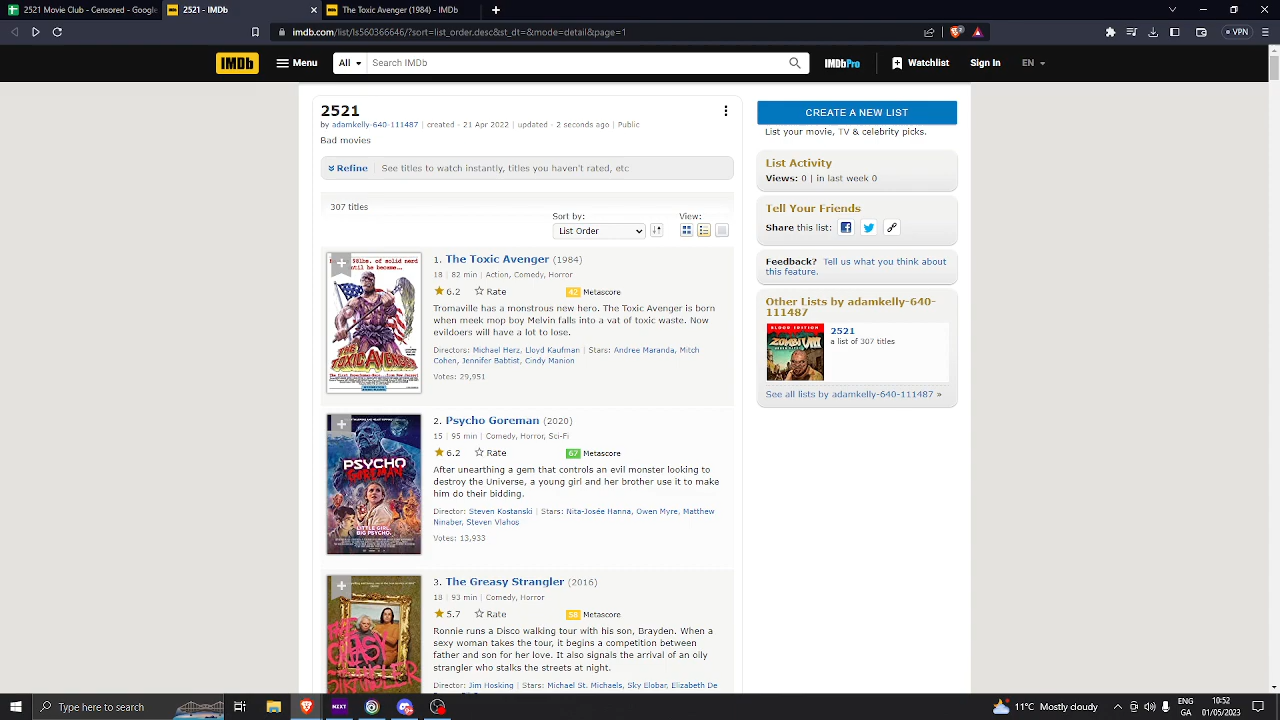 2521 Movie Club - Censored - Google
2521 - IMDb
The Toxic Avenger (1984) - IMDb
imdb.com/list/ls560366646/?sort=list_order.desc&st_dt=&mode=detail&page=1
VPN
IMDb
Menu
All
Search IMDb
IMDbPro
Watchlist
Sign In
EN
2521
by adamkelly-640-111487 | created - 21 Apr 2022 | updated - 2 seconds ago | Public
Bad movies
Refine
See titles to watch instantly, titles you haven't rated, etc
307 titles
Sort by:
View:
List Order
1. The Toxic Avenger (1984)
18 | 82 min | Action, Comedy, Horror
6.2
Rate
42 Metascore
Tromaville has a monstrous new hero. The Toxic Avenger is born
when meek mop boy Melvin falls into a vat of toxic waste. Now
evildoers will have a lot to lose.
Directors: Michael Herz, Lloyd Kaufman | Stars: Andree Maranda, Mitch
Cohen, Jennifer Babtist, Cindy Manion
Votes: 29,951
2. Psycho Goreman (2020)
15 | 95 min | Comedy, Horror, Sci-Fi
6.2
Rate
67 Metascore
After unearthing a gem that controls an evil monster looking to
destroy the Universe, a young girl and her brother use it to make
him do their bidding.
Director: Steven Kostanski | Stars: Nita-Josée Hanna, Owen Myre, Matthew
Ninaber, Steven Vlahos
Votes: 13,933
PSYCHO
GOREMAN
LITTLE GIRL.
BIG PSYCHO.
3. The Greasy Strangler (2016)
18 | 93 min | Comedy, Horror
5.7
Rate
58 Metascore
Ronnie runs a Disco walking tour with his son, Brayden. When a
sexy woman takes the tour, it begins a competition between
father and son for her love. It also signals the arrival of an oily
strangler who stalks the streets at night.
Director: Jim Hosking | Stars: Michael St. Michaels, Sky Elobar, Elizabeth De
CREATE A NEW LIST
List your movie, TV & celebrity picks.
List Activity
Views: 0 | in last week 0
Tell Your Friends
Share this list:
Feedback? Tell us what you think about
this feature.
Other Lists by adamkelly-640-
111487
BLOOD EDITION
2521
a list of 307 titles
See all lists by adamkelly-640-111487 »
Type here to search
NEXT
11°C Mostly cloudy
ENG
GA
10:52
01/05/2023